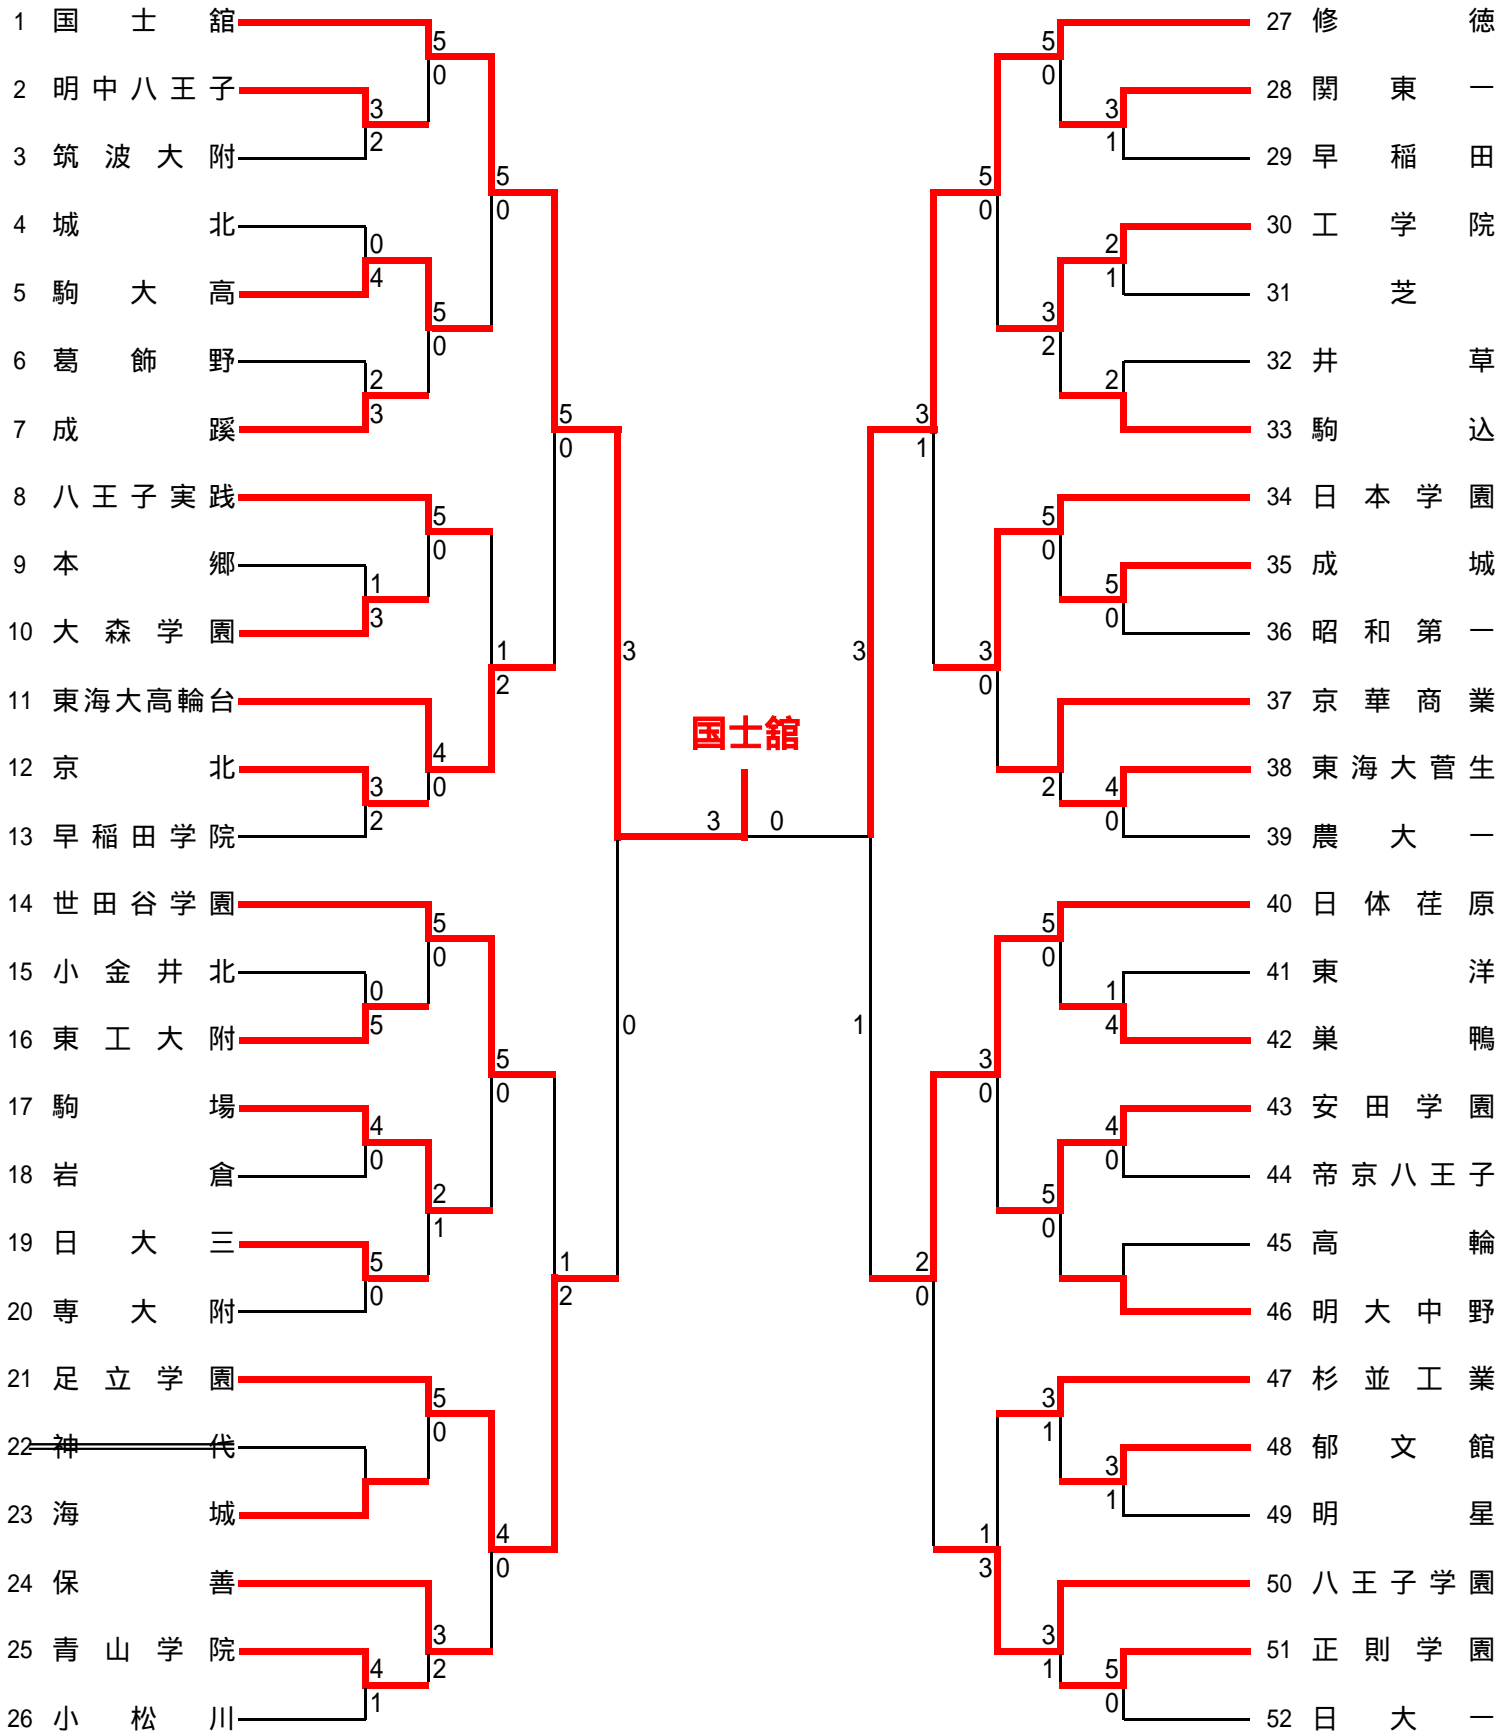 1 国士舘
2 明中八王子
3 筑波大附
4 城北
5 駒大高
6 葛飾野
7 成蹊
8 八王子実践
9 本郷
10 大森学園
11 東海大高輪台
12 京北
13 早稲田学院
14 世田谷学園
15 小金井北
16 東工大附
17 駒場
18 岩倉
19 日大三
20 専大附
21 足立学園
22 神代
23 海城
24 保善
25 青山学院
26 小松川
3
2
0
4
2
3
1
3
3
2
0
5
4
0
5
0
4
1
5
0
5
0
5
0
4
0
5
0
2
1
5
0
3
2
5
0
1
2
5
0
4
0
5
0
1
2
3
0
国士舘
3 0
3
1
3
1
2
0
5
0
3
0
3
0
1
3
5
0
3
2
5
0
2
5
0
5
0
3
1
3
1
3
1
2
1
2
5
0
4
0
1
4
4
0
3
1
5
0
27 修徳
28 関東一
29 早稲田
30 工学院
31 芝
32 井草
33 駒込
34 日本学園
35 成城
36 昭和第一
37 京華商業
38 東海大菅生
39 農大一
40 日体荏原
41 東洋
42 巣鴨
43 安田学園
44 帝京八王子
45 高輪
46 明大中野
47 杉並工業
48 郁文館
49 明星
50 八王子学園
51 正則学園
52 日大一